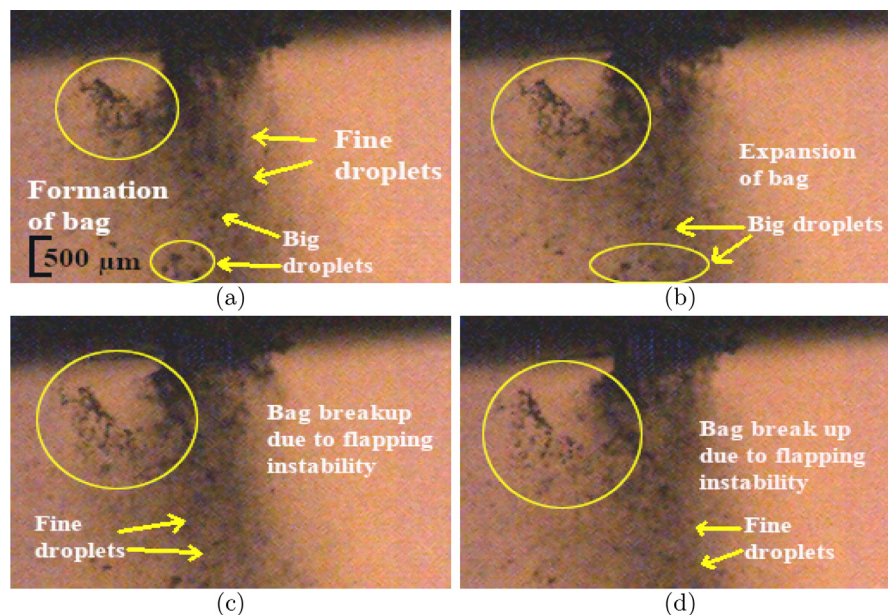 Fine
droplets
Formation
of bag
Big
droplets
500 µm
(a)
Expansion
of bag
Big droplets
(b)
Bag breakup
due to flapping
instability
Fine
droplets
(c)
Bag break up
due to flapping
instability
Fine
droplets
(d)